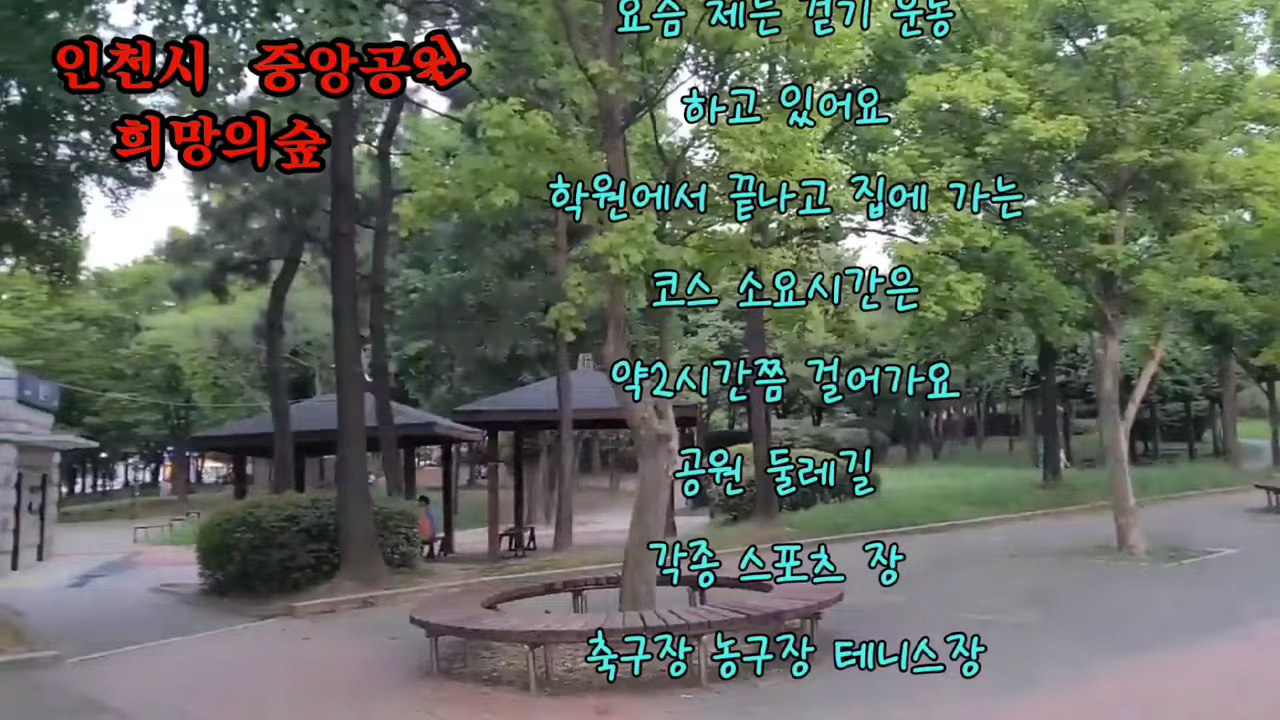 인천시 중앙공원
희망의숲
요즘 제는 걷기 운동
하고 있어요
학원에서 끝나고 집에 가는
코스 소요시간은
약2시간쯤 걸어가요
공원 둘레길
각종 스포츠 장
축구장 농구장 테니스장